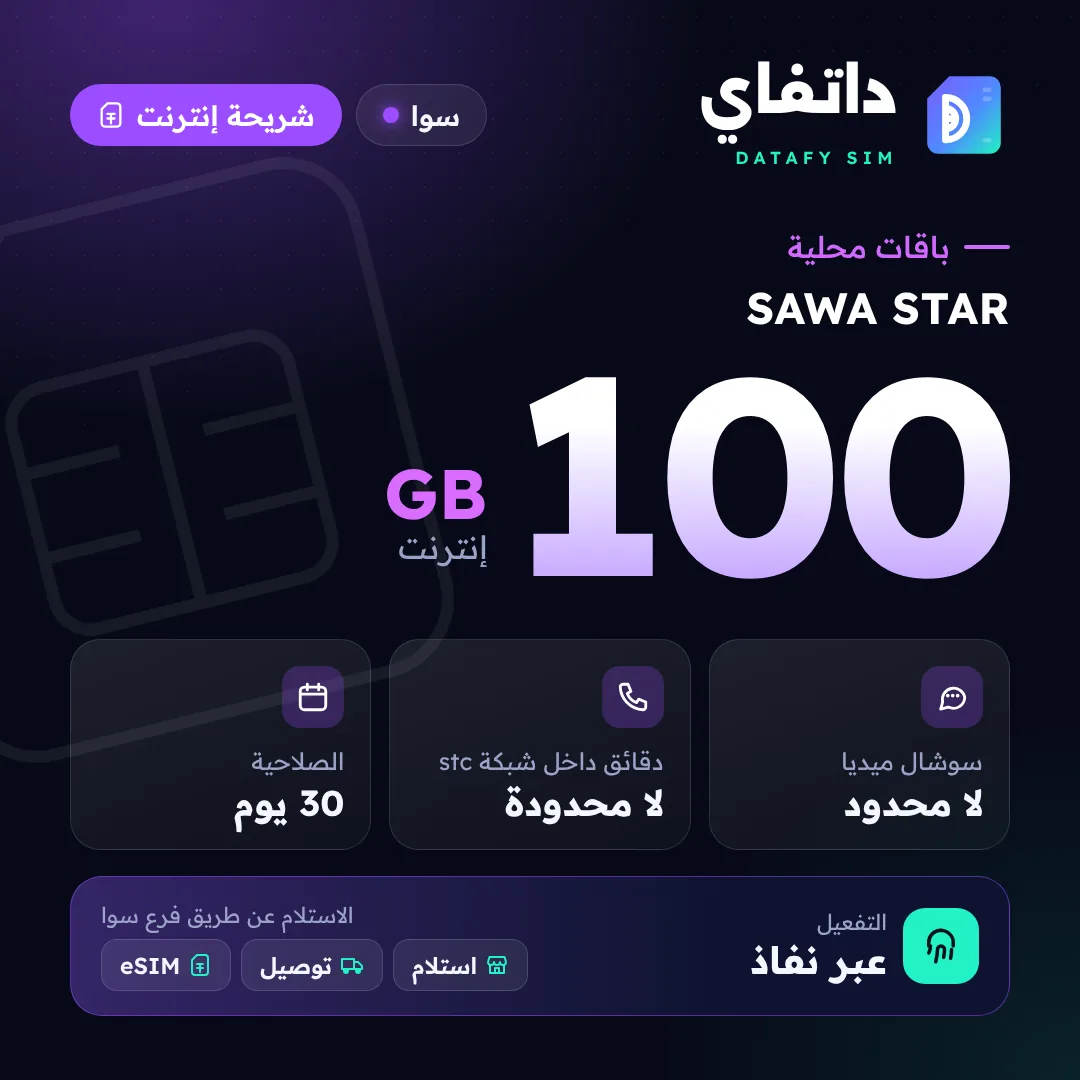 داتفاي
DATAFY SIM
سوا
شريحة إنترنت
باقات محلية
SAWA STAR
100
GB
إنترنت
سوشال ميديا
لا محدود
دقائق داخل شبكة stc
لا محدودة
الصلاحية
30 يوم
التفعيل
عبر نفاذ
الاستلام عن طريق فرع سوا
استلام
توصيل
eSIM